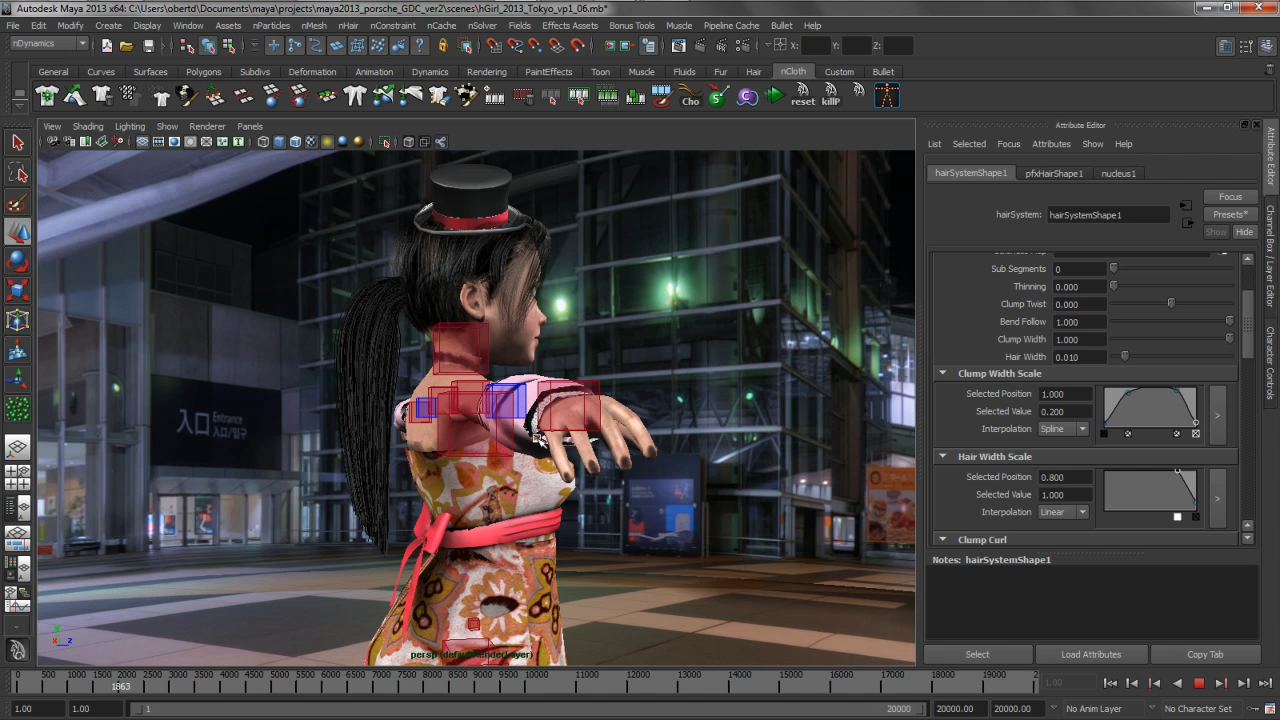 Autodesk Maya 2013 x64: C:\Users\obertd\Documents\maya\projects\maya2013_porsche_GDC_ver2\scenes\hGirl_2013_Tokyo_vp1_06.mb*
File Edit Modify Create Display Window Assets nParticles nMesh nHair nConstraint nCache nSolver Fields Effects Assets Bonus Tools Muscle Pipeline Cache Bullet Help
nDynamics X: Y: Z:
General Curves Surfaces Polygons Subdivs Deformation Animation Dynamics Rendering PaintEffects Toon Muscle Fluids Fur Hair nCloth Custom Bullet
Cho reset killP
View Shading Lighting Show Renderer Panels
入口 Entrance
入口/입구
persp (defaultRenderLayer)
Attribute Editor
List Selected Focus Attributes Show Help
hairSystemShape1 pfxHairShape1 nucleus1
Focus
hairSystem: hairSystemShape1 Presets*
Show Hide
Sub Segments 0
Thinning 0.000
Clump Twist 0.000
Bend Follow 1.000
Clump Width 1.000
Hair Width 0.010
Clump Width Scale
Selected Position 1.000
Selected Value 0.200
Interpolation Spline
>
Hair Width Scale
Selected Position 0.800
Selected Value 1.000
Interpolation Linear
>
Clump Curl
Notes: hairSystemShape1
Select Load Attributes Copy Tab
Attribute Editor
Channel Box / Layer Editor
Character Controls
0 500 1000 1500 2000 2500 3000 3500 4000 4500 5000 5500 6000 6500 7000 7500 8000 8500 9000 9500 10000 11000 12000 13000 14000 15000 16000 17000 18000 19000 2
1863
1.00
1.00 1.00 1 20000 20000.00 20000.00 No Anim Layer No Character Set